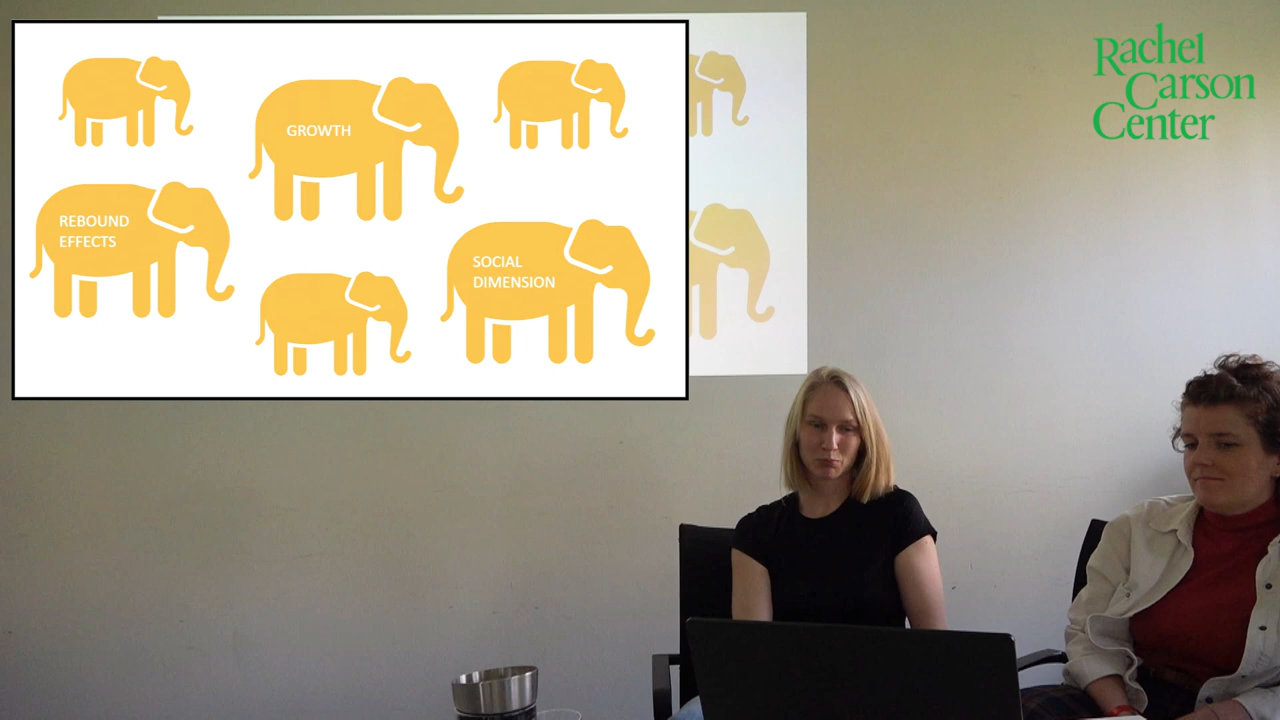 GROWTH
REBOUND
EFFECTS
SOCIAL
DIMENSION
Rachel
Carson
Center